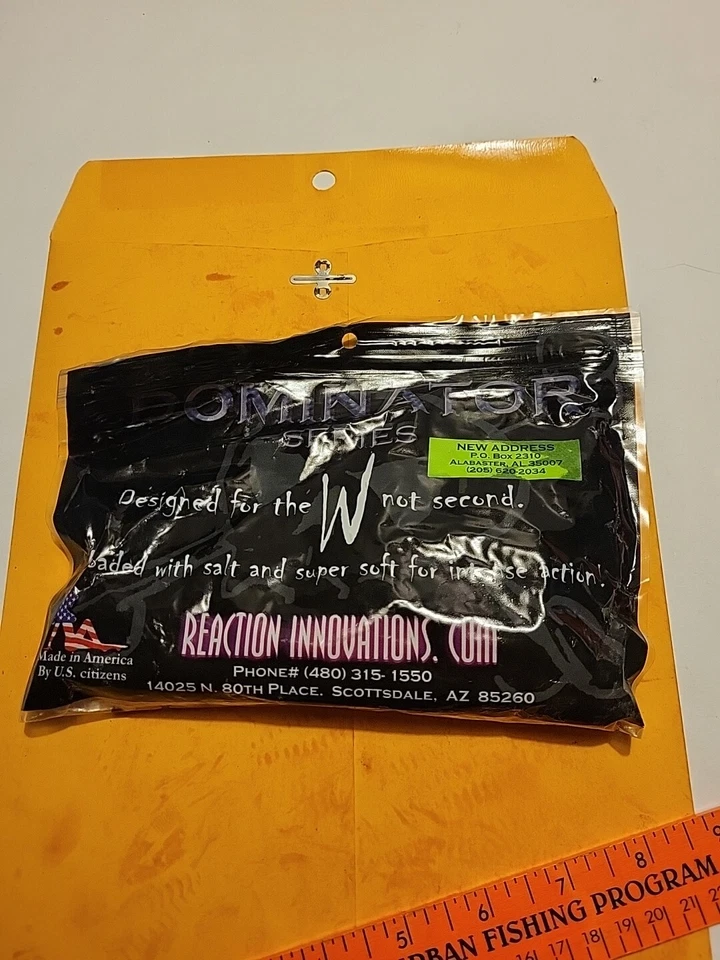 DOMINATOR
SERIES
NEW ADDRESS
P.O. Box 2310
ALABASTER, AL 35007
(205) 620-2034
Designed for the W not second.
with salt and super soft for intense action!
REACTION INNOVATIONS. COM
Made in America
By U.S. citizens
PHONE# (480) 315- 1550
14025 N. 80TH PLACE. SCOTTSDALE, AZ 85260
5 6 7 8 9
URBAN FISHING PROGRAM
16 17 18 19 20 21